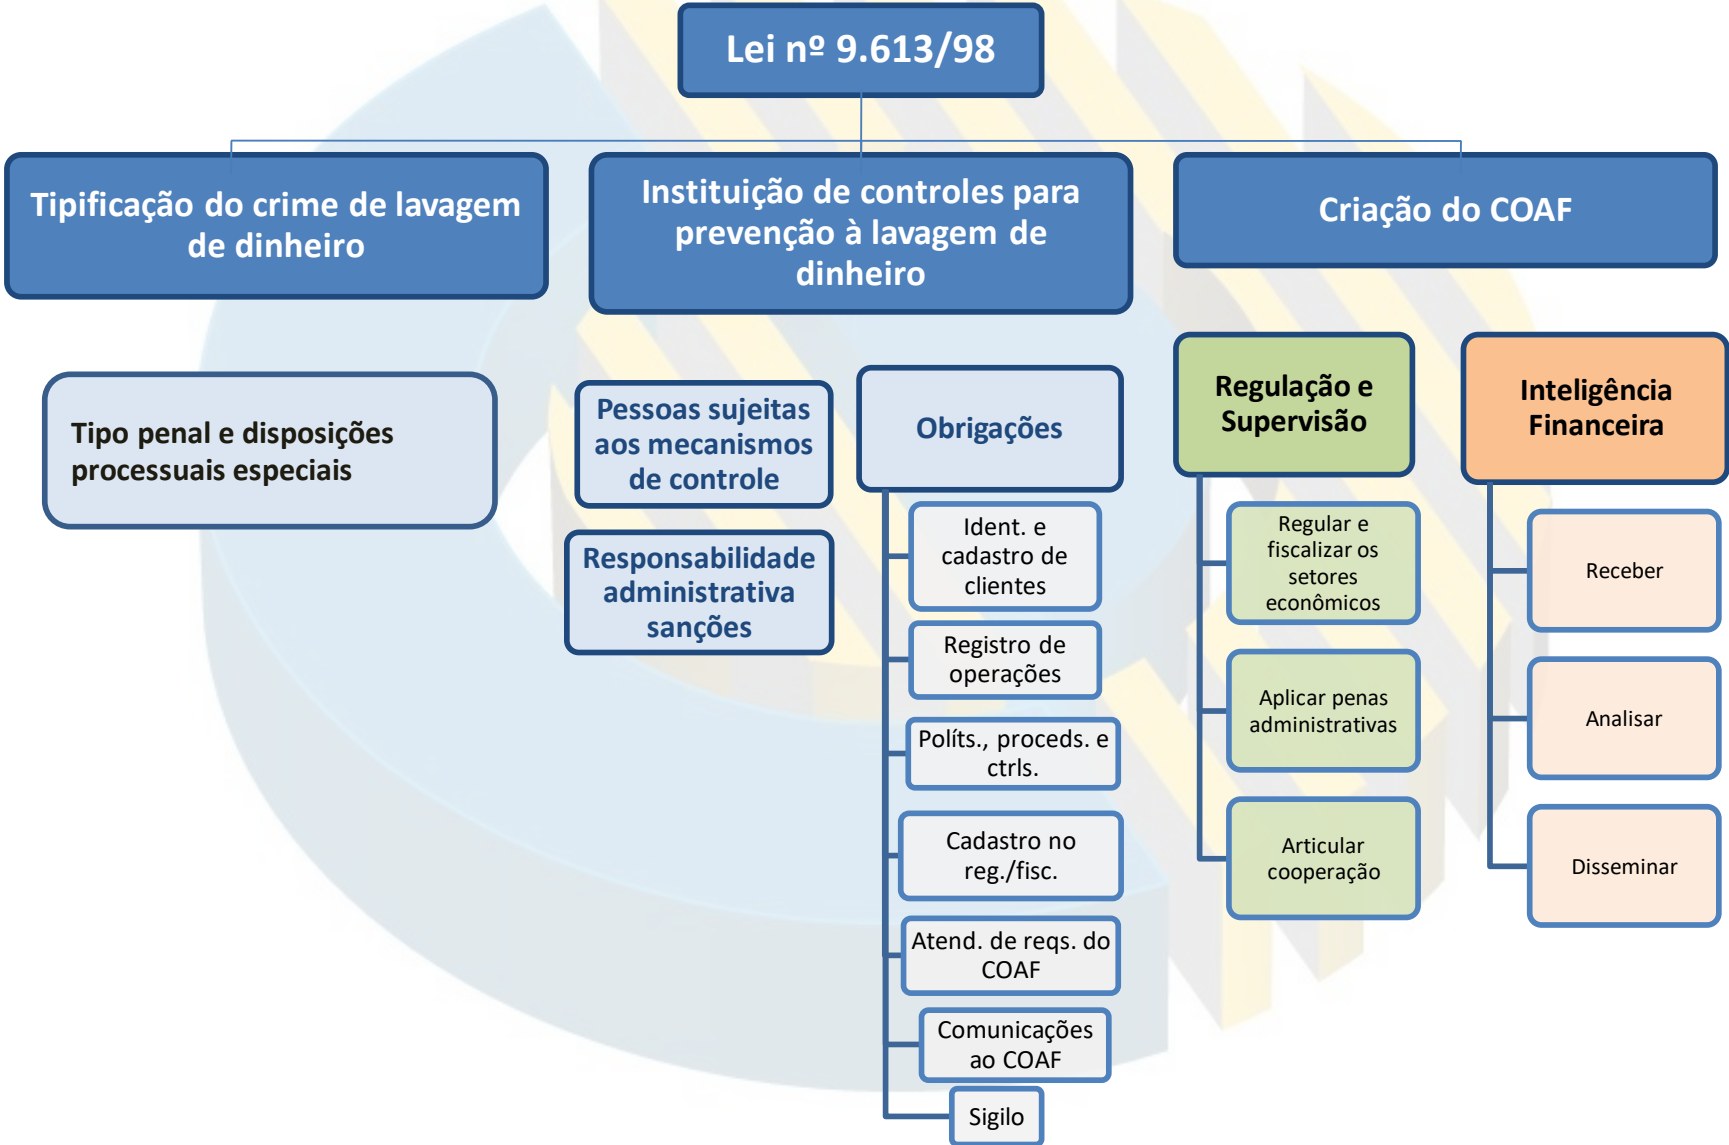 Lei nº 9.613/98
Tipificação do crime de lavagem
de dinheiro
Instituição de controles para
prevenção à lavagem de
dinheiro
Criação do COAF
Tipo penal e disposições
processuais especiais
Pessoas sujeitas
aos mecanismos
de controle
Responsabilidade
administrativa
sanções
Obrigações
Ident. e
cadastro de
clientes
Registro de
operações
Políts., proceds. e
ctrls.
Cadastro no
reg./fisc.
Atend. de reqs. do
COAF
Comunicações
ao COAF
Sigilo
Regulação e
Supervisão
Regular e
fiscalizar os
setores
econômicos
Aplicar penas
administrativas
Articular
cooperação
Inteligência
Financeira
Receber
Analisar
Disseminar